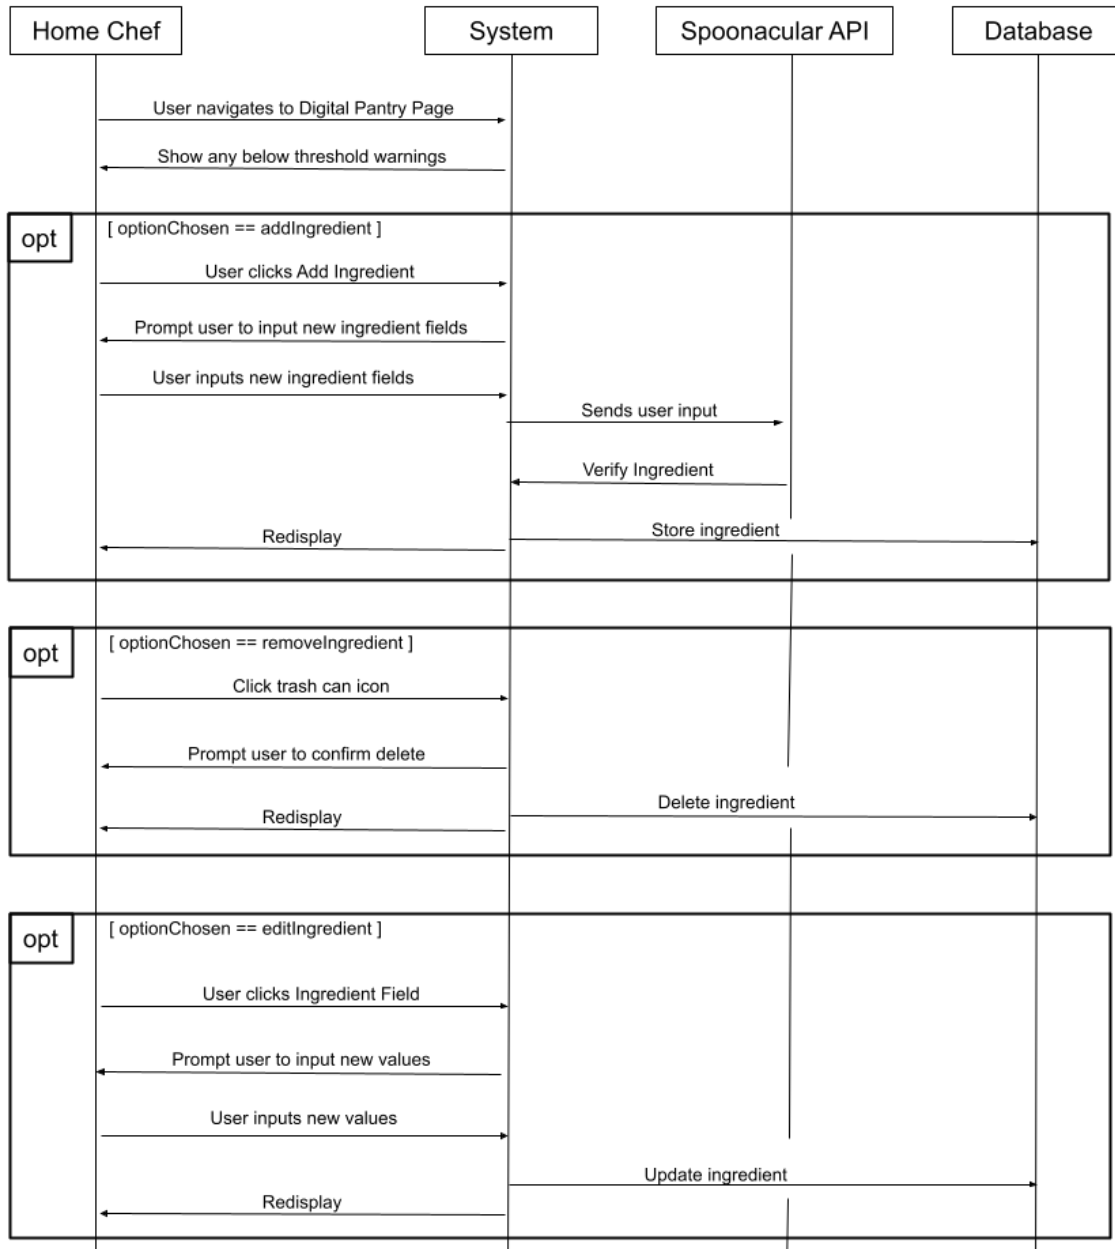 Home Chef
System
Spoonacular API
Database
User navigates to Digital Pantry Page
Show any below threshold warnings
opt
[ optionChosen == addIngredient ]
User clicks Add Ingredient
Prompt user to input new ingredient fields
User inputs new ingredient fields
Sends user input
Verify Ingredient
Store ingredient
Redisplay
opt
[ optionChosen == removeIngredient ]
Click trash can icon
Prompt user to confirm delete
Delete ingredient
Redisplay
opt
[ optionChosen == editIngredient ]
User clicks Ingredient Field
Prompt user to input new values
User inputs new values
Update ingredient
Redisplay